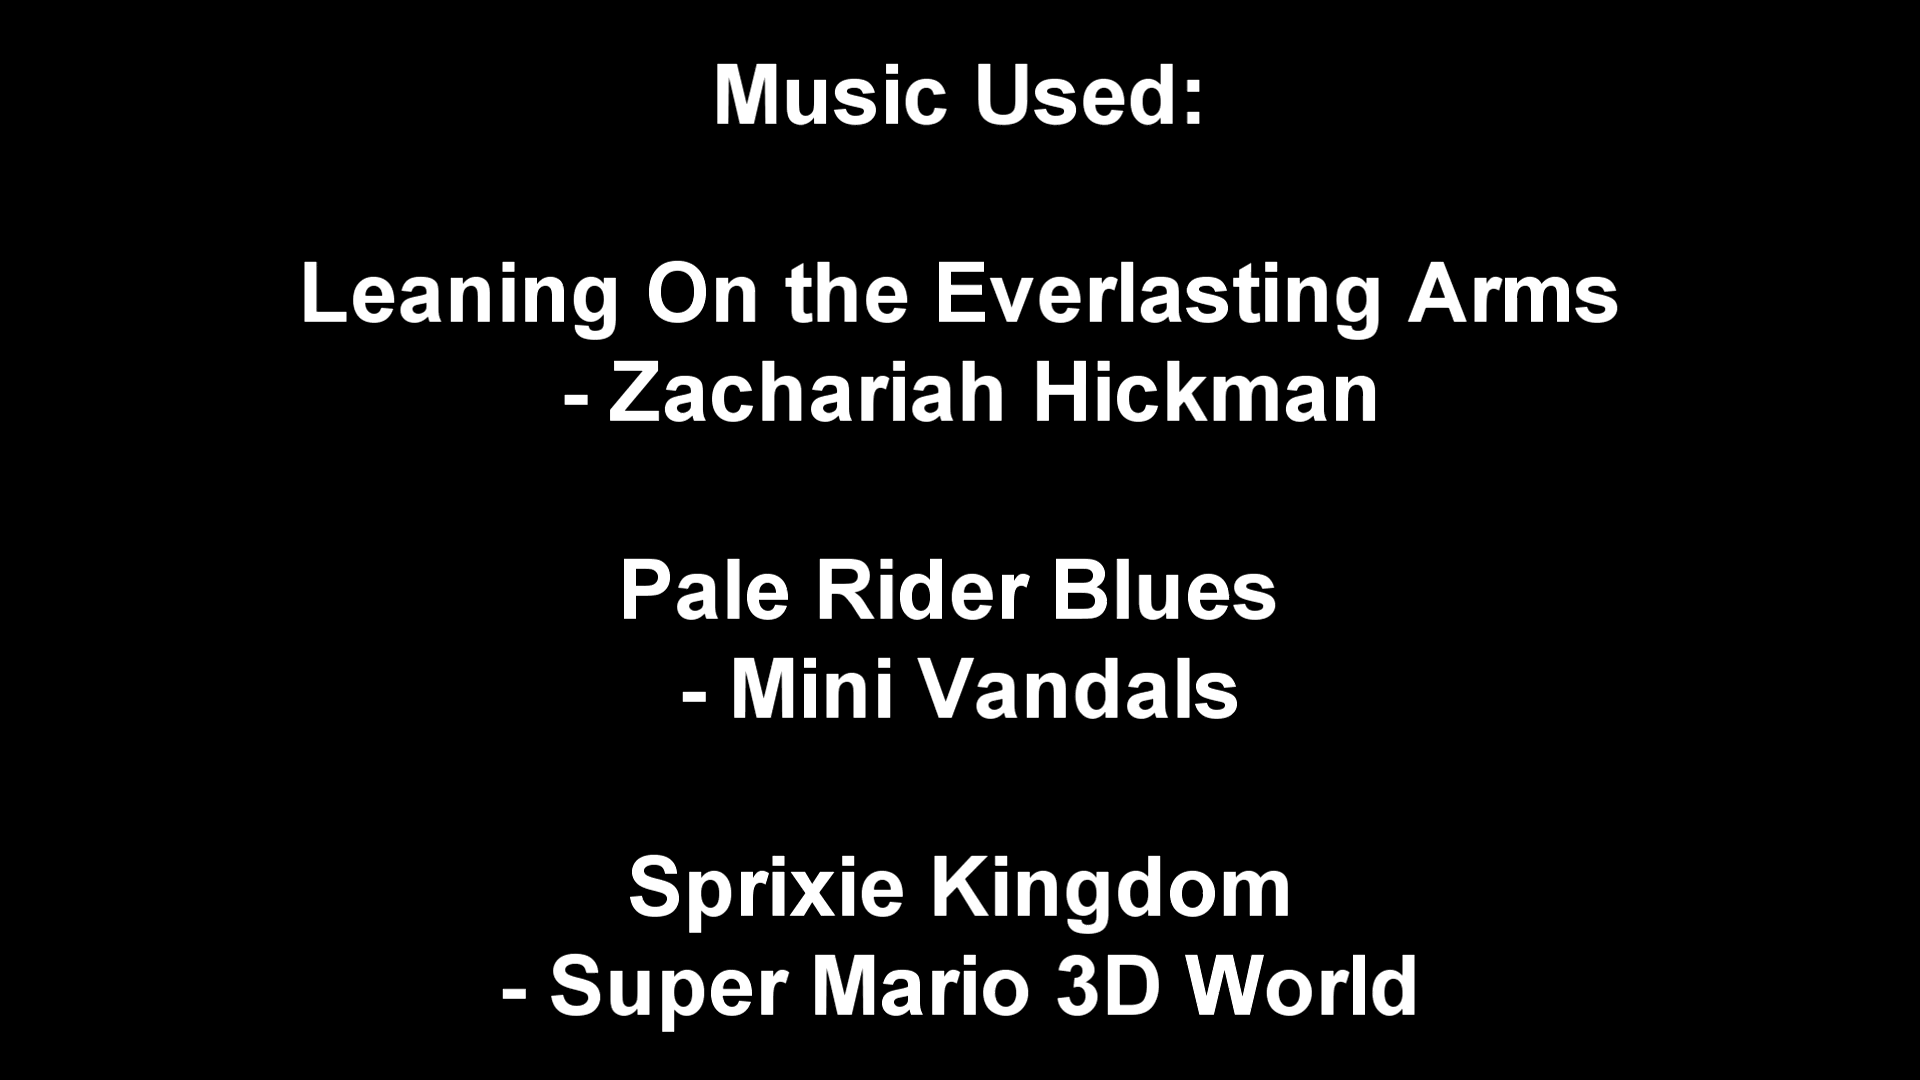 Music Used:
Leaning On the Everlasting Arms
- Zachariah Hickman
Pale Rider Blues
- Mini Vandals
Sprixie Kingdom
- Super Mario 3D World